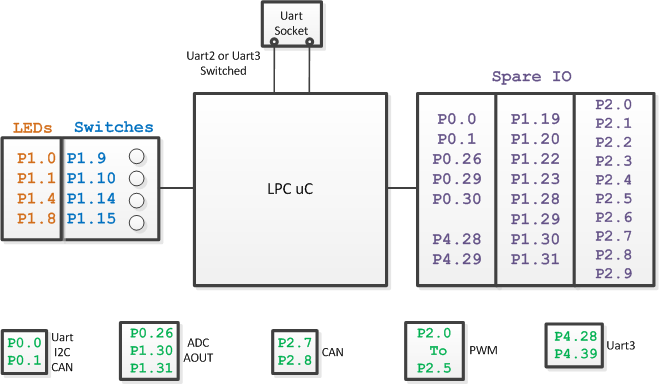 Uart
Socket
Uart2 or Uart3
Switched
Spare IO
LEDs Switches
P1.0 P1.9
P1.1 P1.10
P1.4 P1.14
P1.8 P1.15
LPC uC
P0.0
P0.1
P0.26
P0.29
P0.30
P4.28
P4.29
P1.19
P1.20
P1.22
P1.23
P1.28
P1.29
P1.30
P1.31
P2.0
P2.1
P2.2
P2.3
P2.4
P2.5
P2.6
P2.7
P2.8
P2.9
P0.0
P0.1
Uart
I2C
CAN
P0.26
P1.30
P1.31
ADC
AOUT
P2.7
P2.8
CAN
P2.0
To
P2.5
PWM
P4.28
P4.39
Uart3